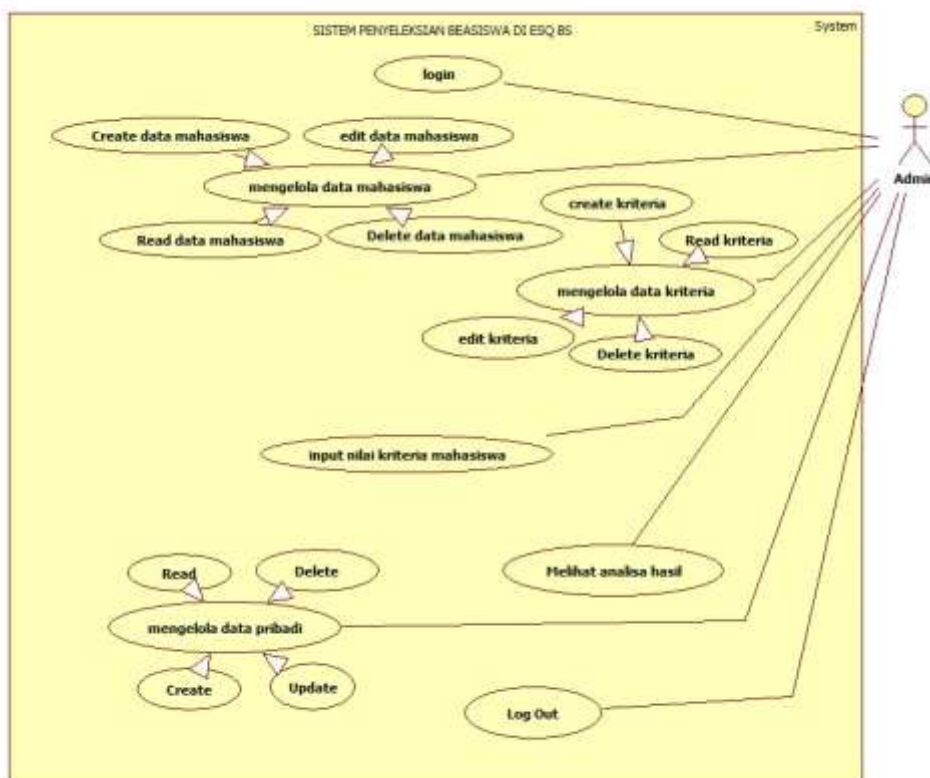 SISTEM PENYELEKSIAN BEASISWA DI ESQ BS
System
login
Create data mahasiswa
edit data mahasiswa
mengelola data mahasiswa
Read data mahasiswa
Delete data mahasiswa
Admin
create kriteria
Read kriteria
mengelola data kriteria
edit kriteria
Delete kriteria
input nilai kriteria mahasiswa
Melihat analisa hasil
Read
Delete
mengelola data pribadi
Create
Update
Log Out